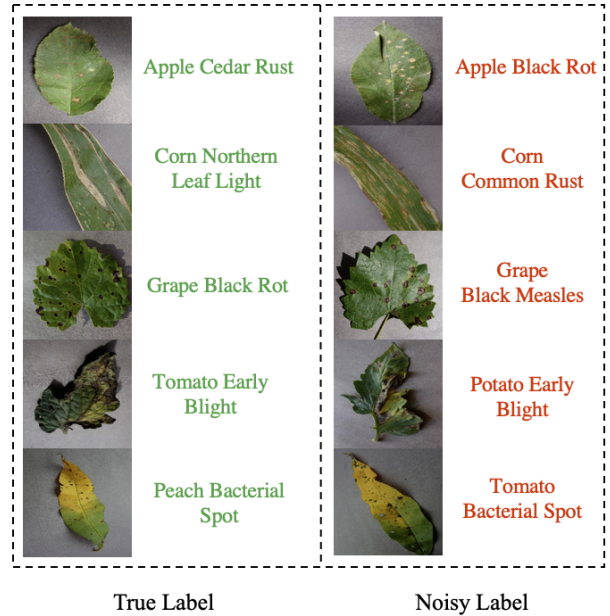 Apple Cedar Rust
Apple Black Rot
Corn Northern
Leaf Light
Corn
Common Rust
Grape Black Rot
Grape
Black Measles
Tomato Early
Blight
Potato Early
Blight
Peach Bacterial
Spot
Tomato
Bacterial Spot
True Label
Noisy Label